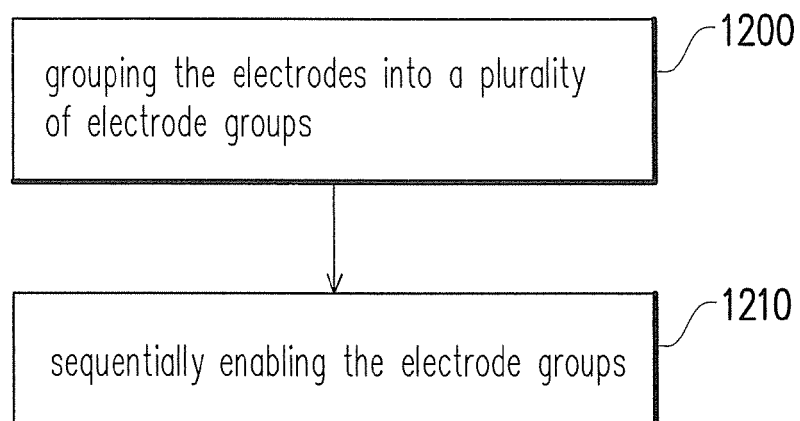 1200
grouping the electrodes into a plurality
of electrode groups
1210
sequentially enabling the electrode groups